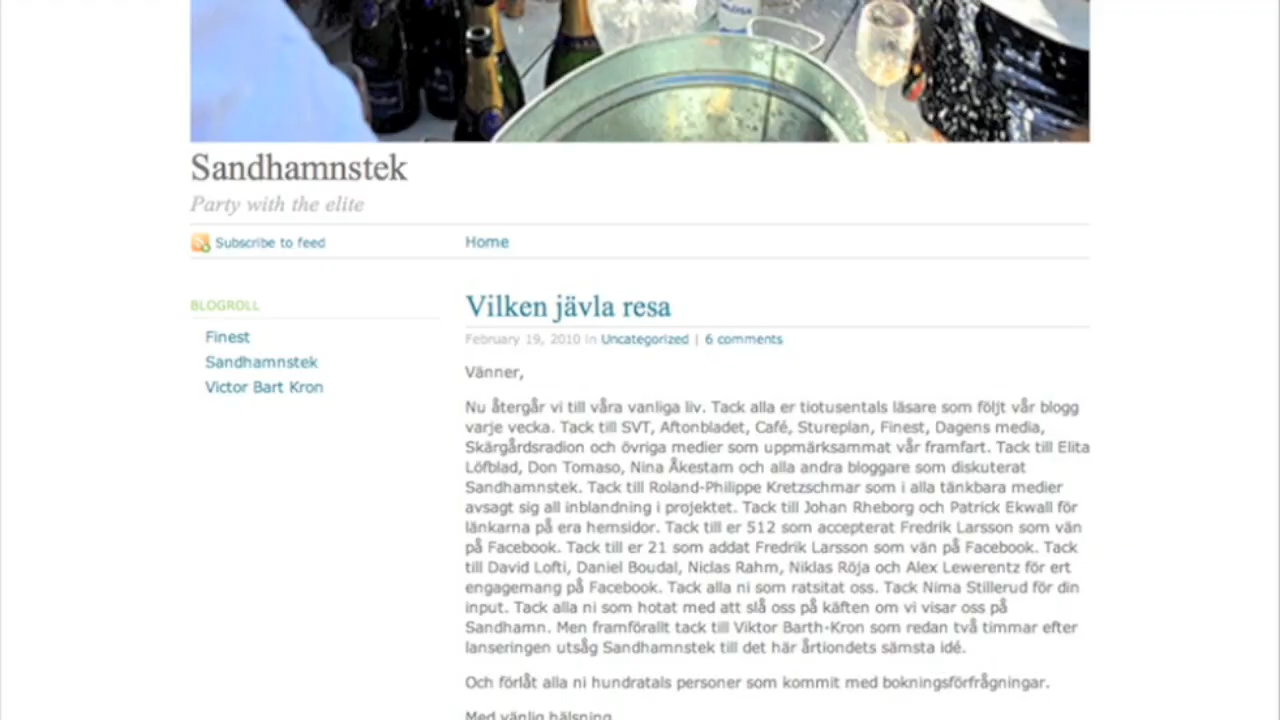 Sandhamnstek
Party with the elite
Subscribe to feed
Home
BLOGROLL
Finest
Sandhamnstek
Victor Bart Kron
Vilken jävla resa
February 19, 2010 in Uncategorized | 6 comments
Vänner,
Nu återgår vi till våra vanliga liv. Tack alla er tiotusentals läsare som följt vår blogg
varje vecka. Tack till SVT, Aftonbladet, Café, Stureplan, Finest, Dagens media,
Skärgårdsradion och övriga medier som uppmärksammat vår framfart. Tack till Elita
Löfblad, Don Tomaso, Nina Åkestam och alla andra bloggare som diskuterat
Sandhamnstek. Tack till Roland-Philippe Kretzschmar som i alla tänkbara medier
avsagt sig all inblandning i projektet. Tack till Johan Rheborg och Patrick Ekwall för
länkarna på era hemsidor. Tack till er 512 som accepterat Fredrik Larsson som vän
på Facebook. Tack till er 21 som addat Fredrik Larsson som vän på Facebook. Tack
till David Lofti, Daniel Boudal, Niclas Rahm, Niklas Röja och Alex Lewerentz för ert
engagemang på Facebook. Tack alla ni som ratsitat oss. Tack Nima Stillerud för din
input. Tack alla ni som hotat med att slå oss på käften om vi visar oss på
Sandhamn. Men framförallt tack till Viktor Barth-Kron som redan två timmar efter
lanseringen utsåg Sandhamnstek till det här årtiondets sämsta idé.
Och förlåt alla ni hundratals personer som kommit med bokningsförfrågningar.
Med vänlig hälsning